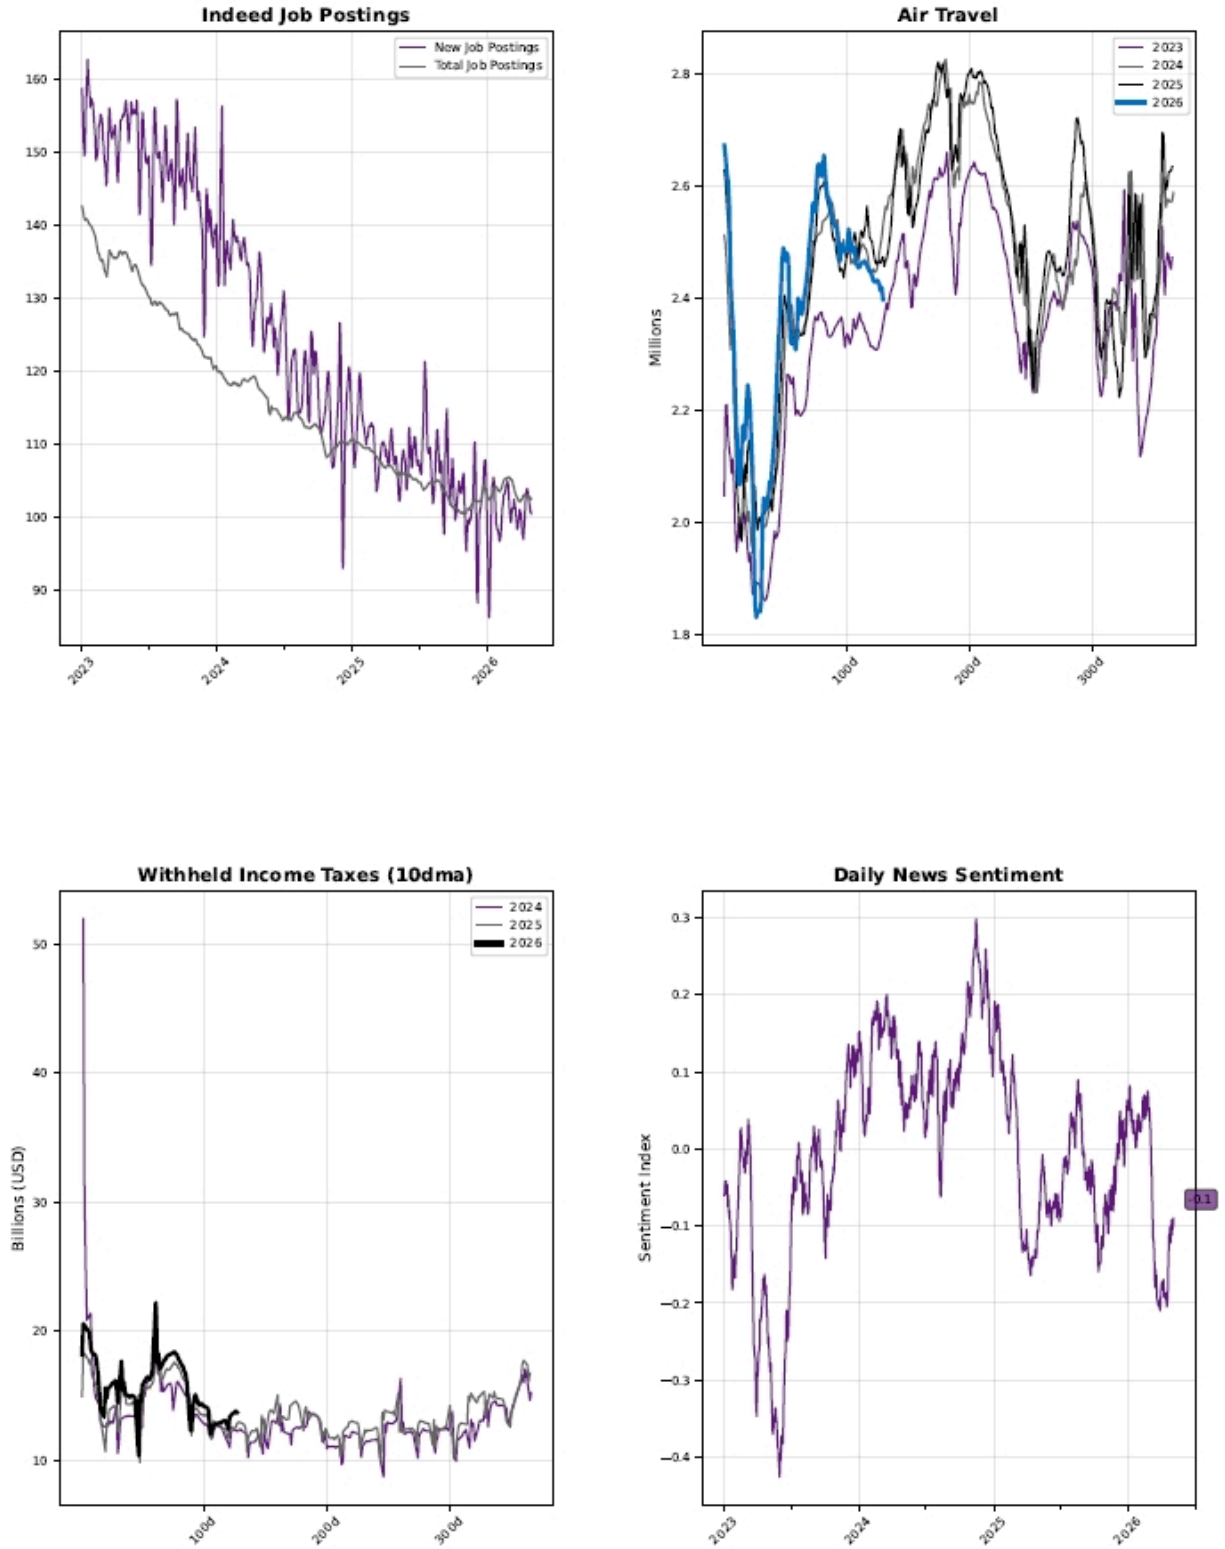 Indeed Job Postings
New Job Postings
Total Job Postings
160
150
140
130
120
110
100
90
2023
2024
2025
2026
Air Travel
2023
2024
2025
2026
Millions
2.8
2.6
2.4
2.2
2.0
1.8
100d
200d
300d
Withheld Income Taxes (10dma)
2024
2025
2026
Billions (USD)
50
40
30
20
10
100d
200d
300d
Daily News Sentiment
Sentiment Index
0.3
0.2
0.1
0.0
−0.1
−0.2
−0.3
−0.4
-0.1
2023
2024
2025
2026